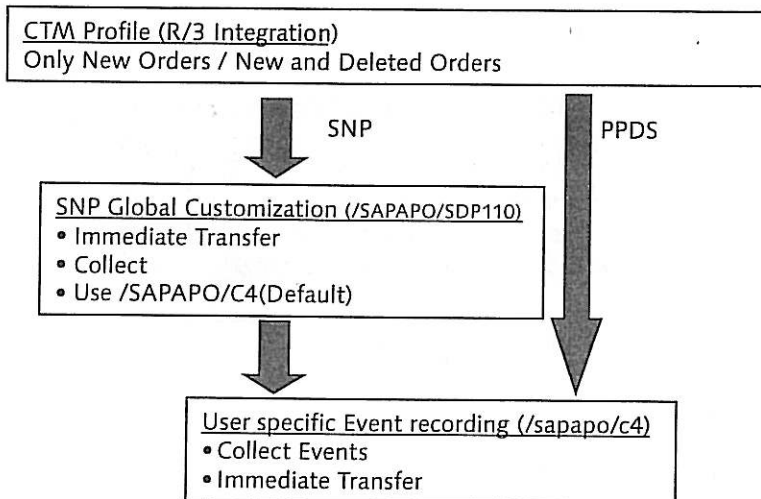 CTM Profile (R/3 Integration)
Only New Orders / New and Deleted Orders
SNP
PPDS
SNP Global Customization (/SAPAPO/SDP110)
• Immediate Transfer
• Collect
• Use /SAPAPO/C4(Default)
User specific Event recording (/sapapo/c4)
• Collect Events
• Immediate Transfer